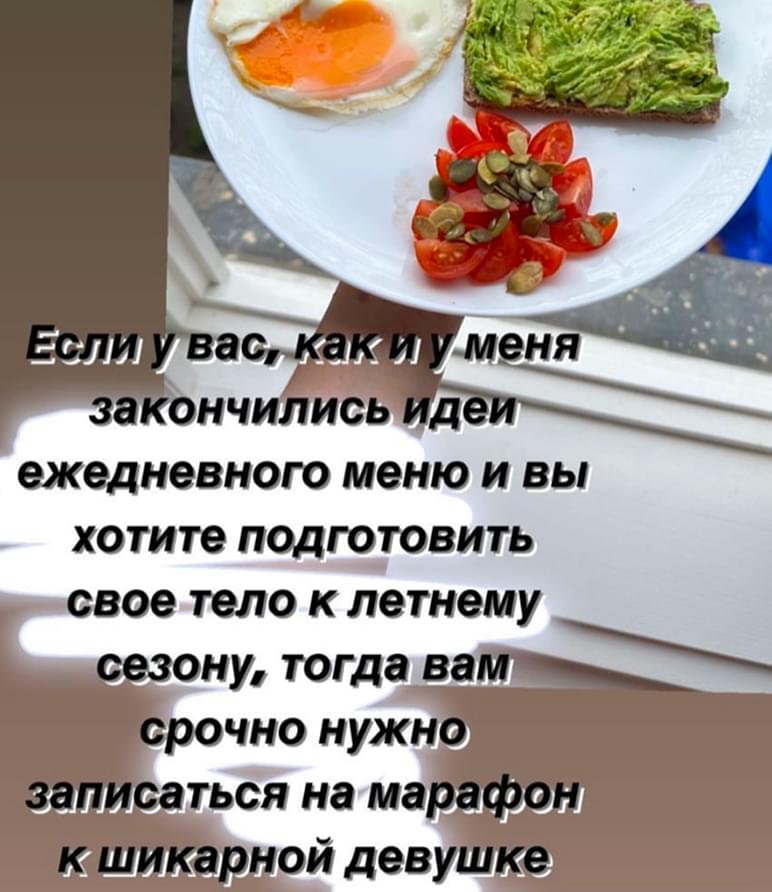 Если у вас, как и у меня
закончились идеи
ежедневного меню и вы
хотите подготовить
свое тело к летнему
сезону, тогда вам
срочно нужно
записаться на марафон
к шикарной девушке